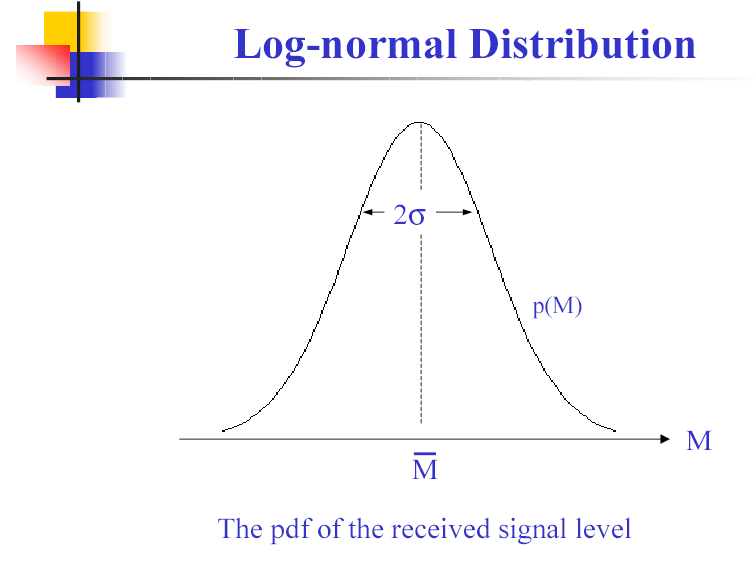 Log-normal Distribution
2σ
p(M)
M
M̅
The pdf of the received signal level